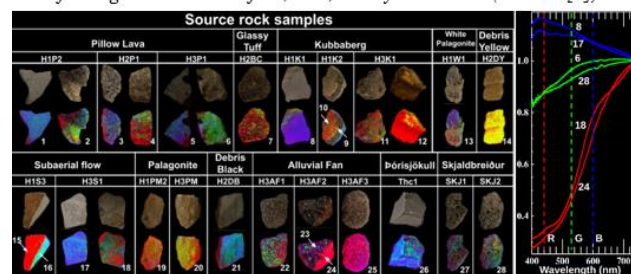 Source rock samples
Pillow Lava Glassy Tuff Kubbaberg White Palagonite Debris Yellow
H1P2 H2P1 H3P1 H2BC H1K1 H1K2 H3K1 H1W1 H2DY
10
1 2 3 4 5 6 7 8 9 11 12 13 14
Subaerial flow Palagonite Debris Black Alluvial Fan Þórisjökull Skjaldbreiður
H1S3 H3S1 H1PM2 H3PM H2DB H3AF1 H3AF2 H3AF3 Thc1 SKJ1 SKJ2
15 23
16 17 18 19 20 21 22 24 25 26 27 28
8
17
6
28
18
24
1.0
0.8
0.6
0.4
R G B
400 500 600 700
Wavelength (nm)